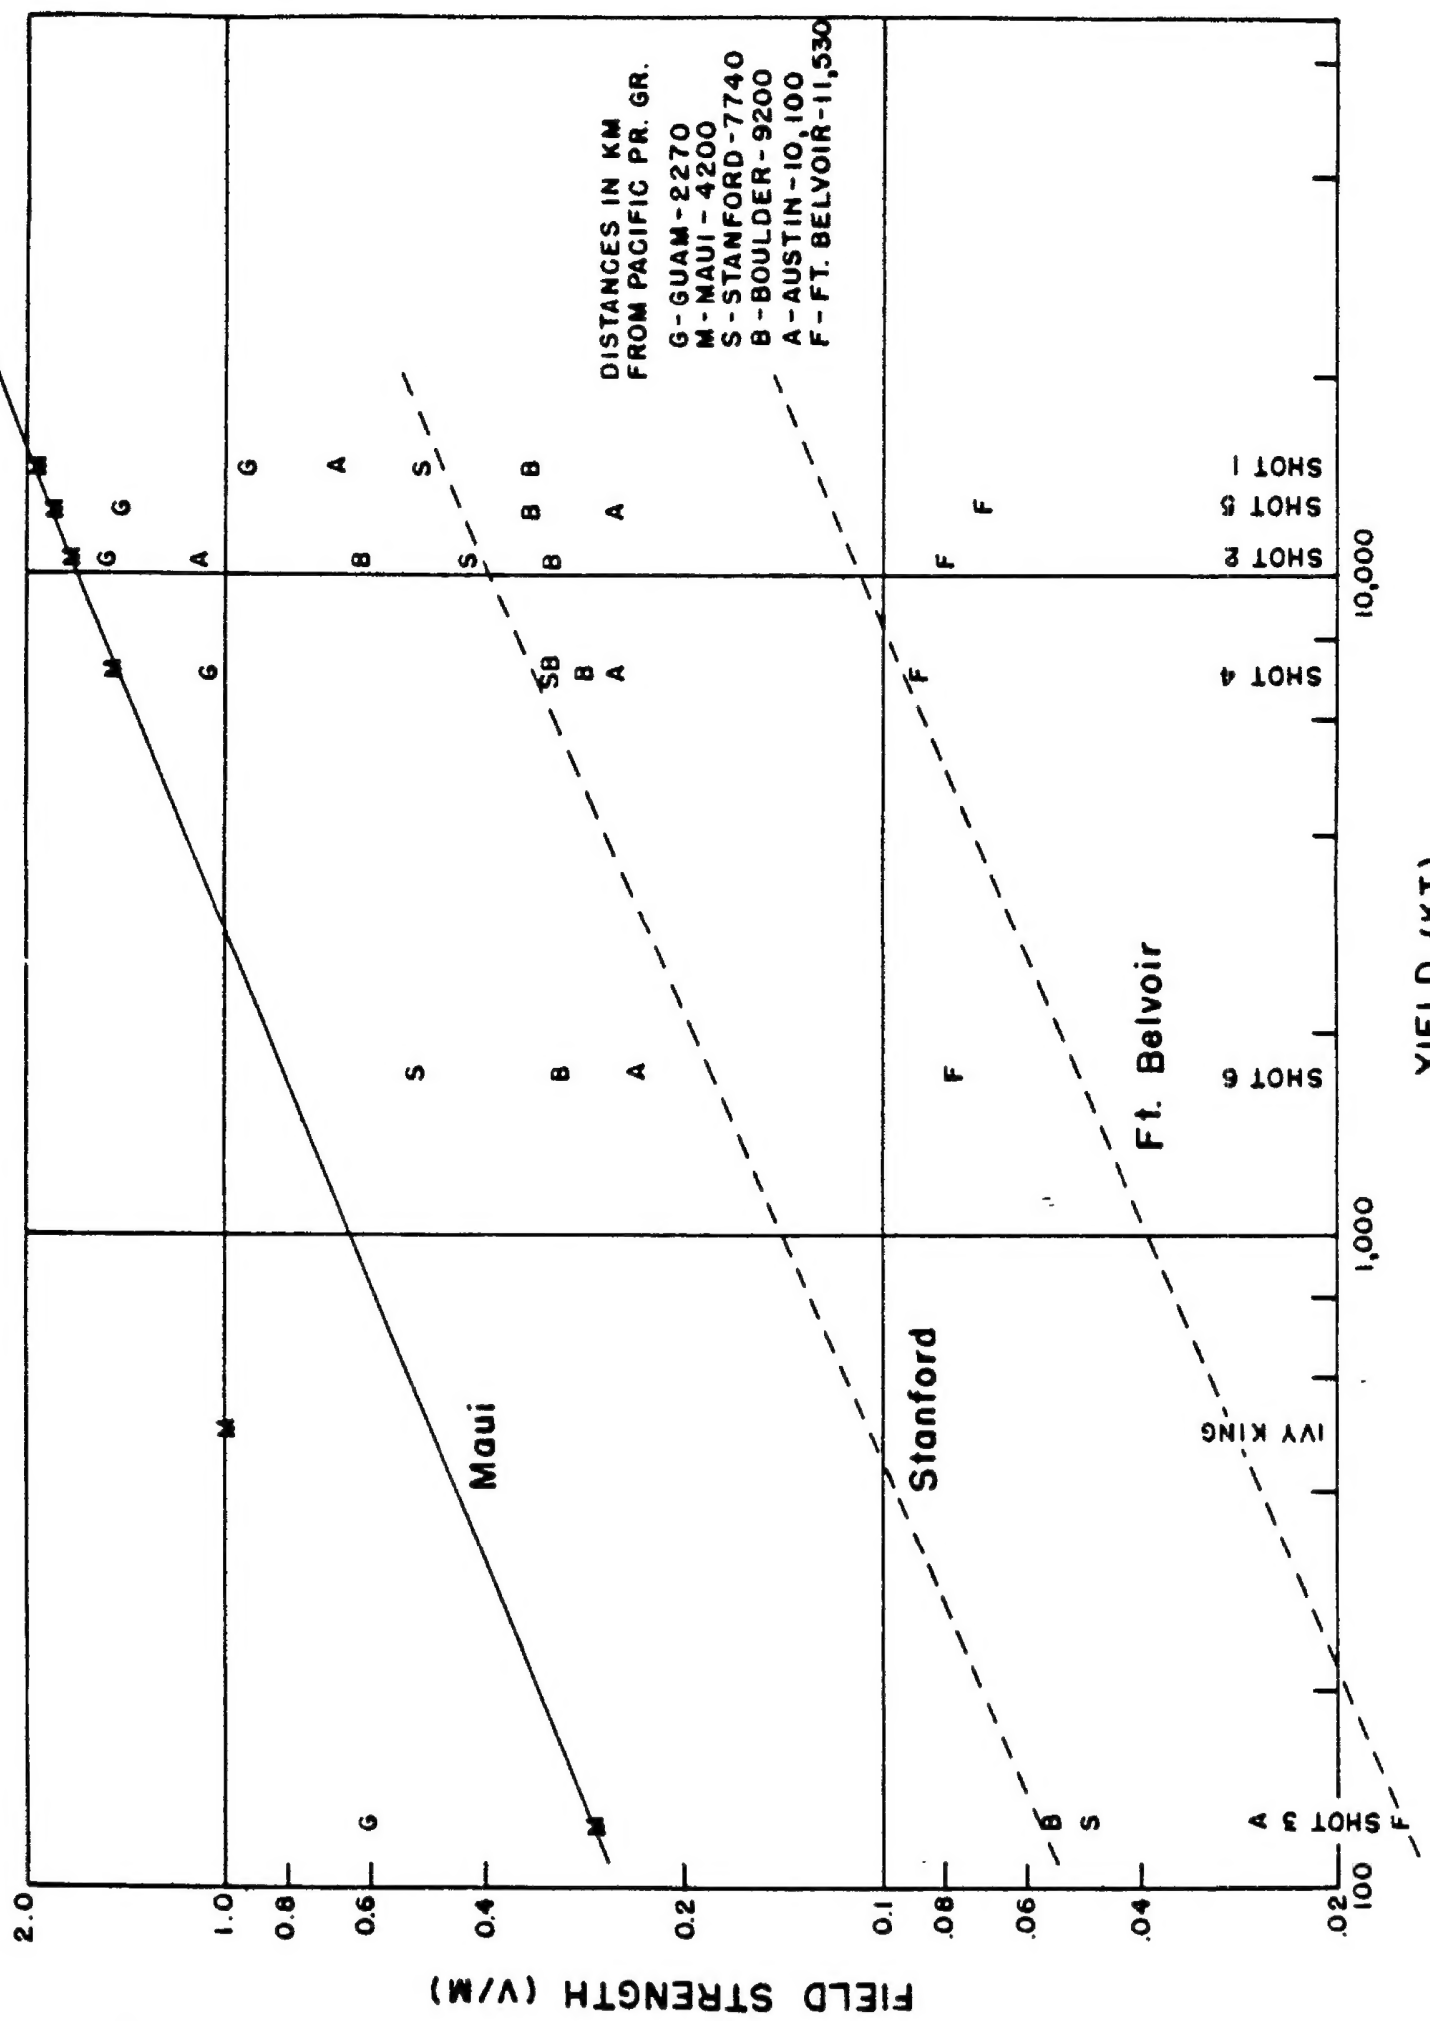 FIELD STRENGTH (V/M)
2.0
1.0
0.8
0.6
0.4
0.2
0.1
.08
.06
.04
.02
100
1,000
10,000
YIELD (KT)
DISTANCES IN KM
FROM PACIFIC PR. GR.
G-GUAM-2270
M-MAUI-4200
S-STANFORD-7740
B-BOULDER-9200
A-AUSTIN-10,100
F-FT. BELVOIR-11,530
Maui
Stanford
Ft. Belvoir
SHOT 3
IVY KING
SHOT 6
SHOT 4
SHOT 2
SHOT 5
SHOT 1
G
M
B
S
A
F
M
S
B
A
F
M
G
SB
B
A
F
M
G
A
B
S
B
F
M
G
B
A
F
M
G
A
S
B